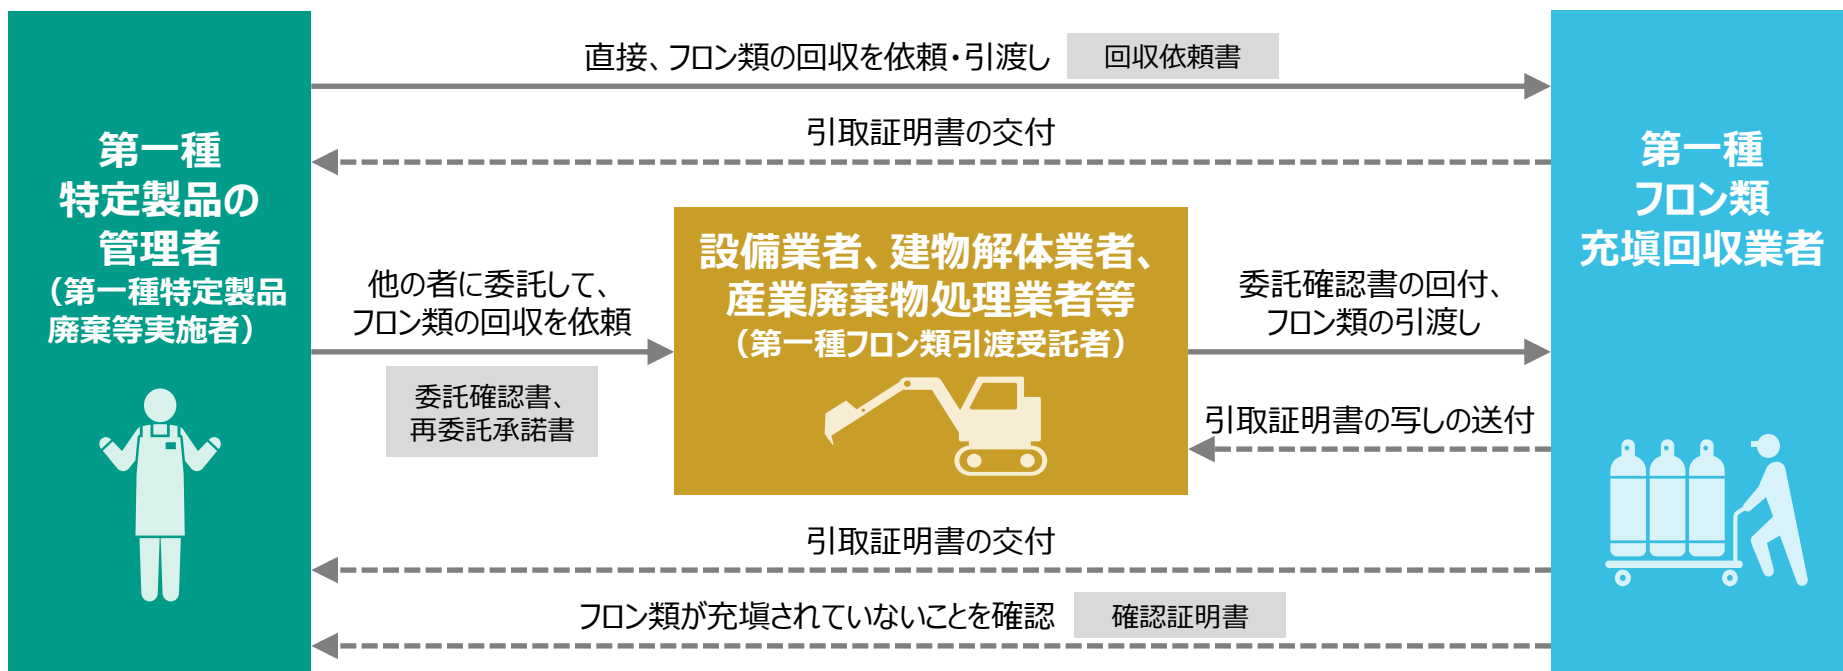 直接、フロン類の回収を依頼・引渡し
回収依頼書
引取証明書の交付
第一種
特定製品の
管理者
（第一種特定製品
廃棄等実施者）
第一種
フロン類
充塡回収業者
他の者に委託して、
フロン類の回収を依頼
委託確認書、
再委託承諾書
設備業者、建物解体業者、
産業廃棄物処理業者等
（第一種フロン類引渡受託者）
委託確認書の回付、
フロン類の引渡し
引取証明書の写しの送付
引取証明書の交付
フロン類が充塡されていないことを確認
確認証明書